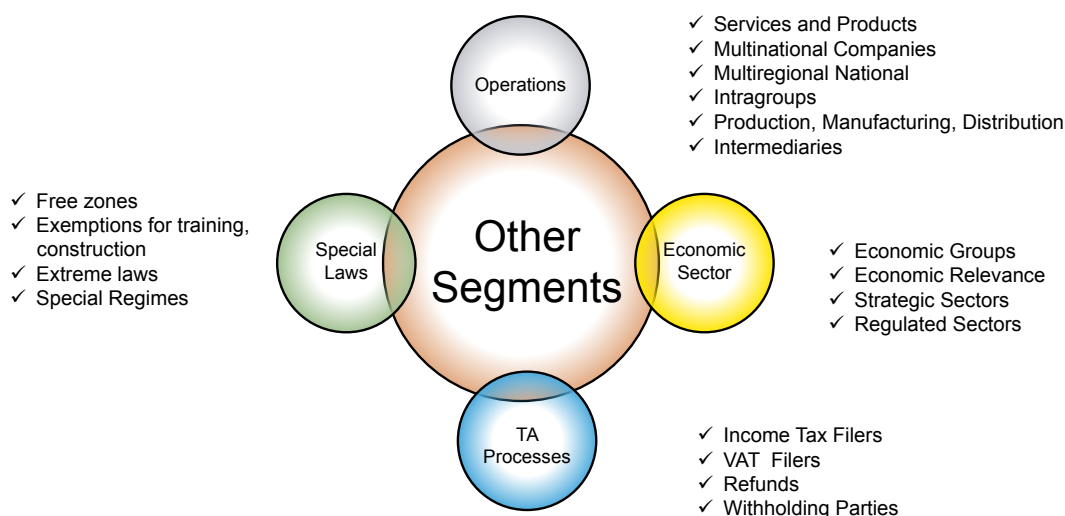 Operations
✓ Services and Products
✓ Multinational Companies
✓ Multiregional National
✓ Intragroups
✓ Production, Manufacturing, Distribution
✓ Intermediaries
✓ Free zones
✓ Exemptions for training,
construction
✓ Extreme laws
✓ Special Regimes
Special
Laws
Other
Segments
Economic
Sector
✓ Economic Groups
✓ Economic Relevance
✓ Strategic Sectors
✓ Regulated Sectors
TA
Processes
✓ Income Tax Filers
✓ VAT Filers
✓ Refunds
✓ Withholding Parties